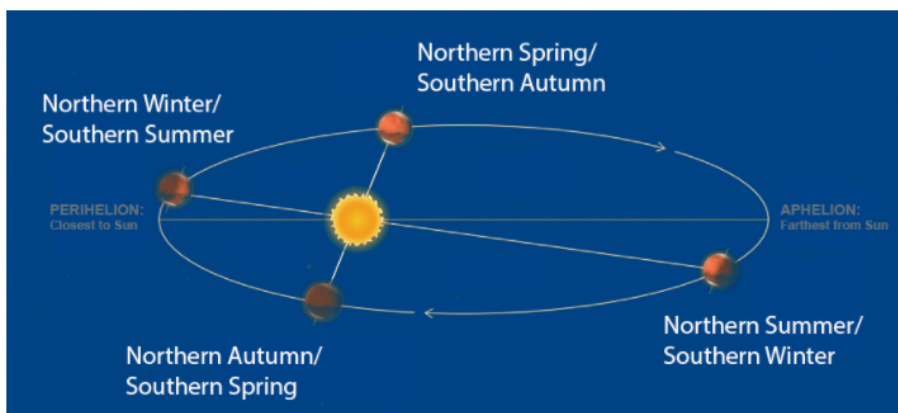 Northern Spring/
Southern Autumn
Northern Winter/
Southern Summer
PERIHELION:
Closest to Sun
APHELION:
Farthest from Sun
Northern Autumn/
Southern Spring
Northern Summer/
Southern Winter